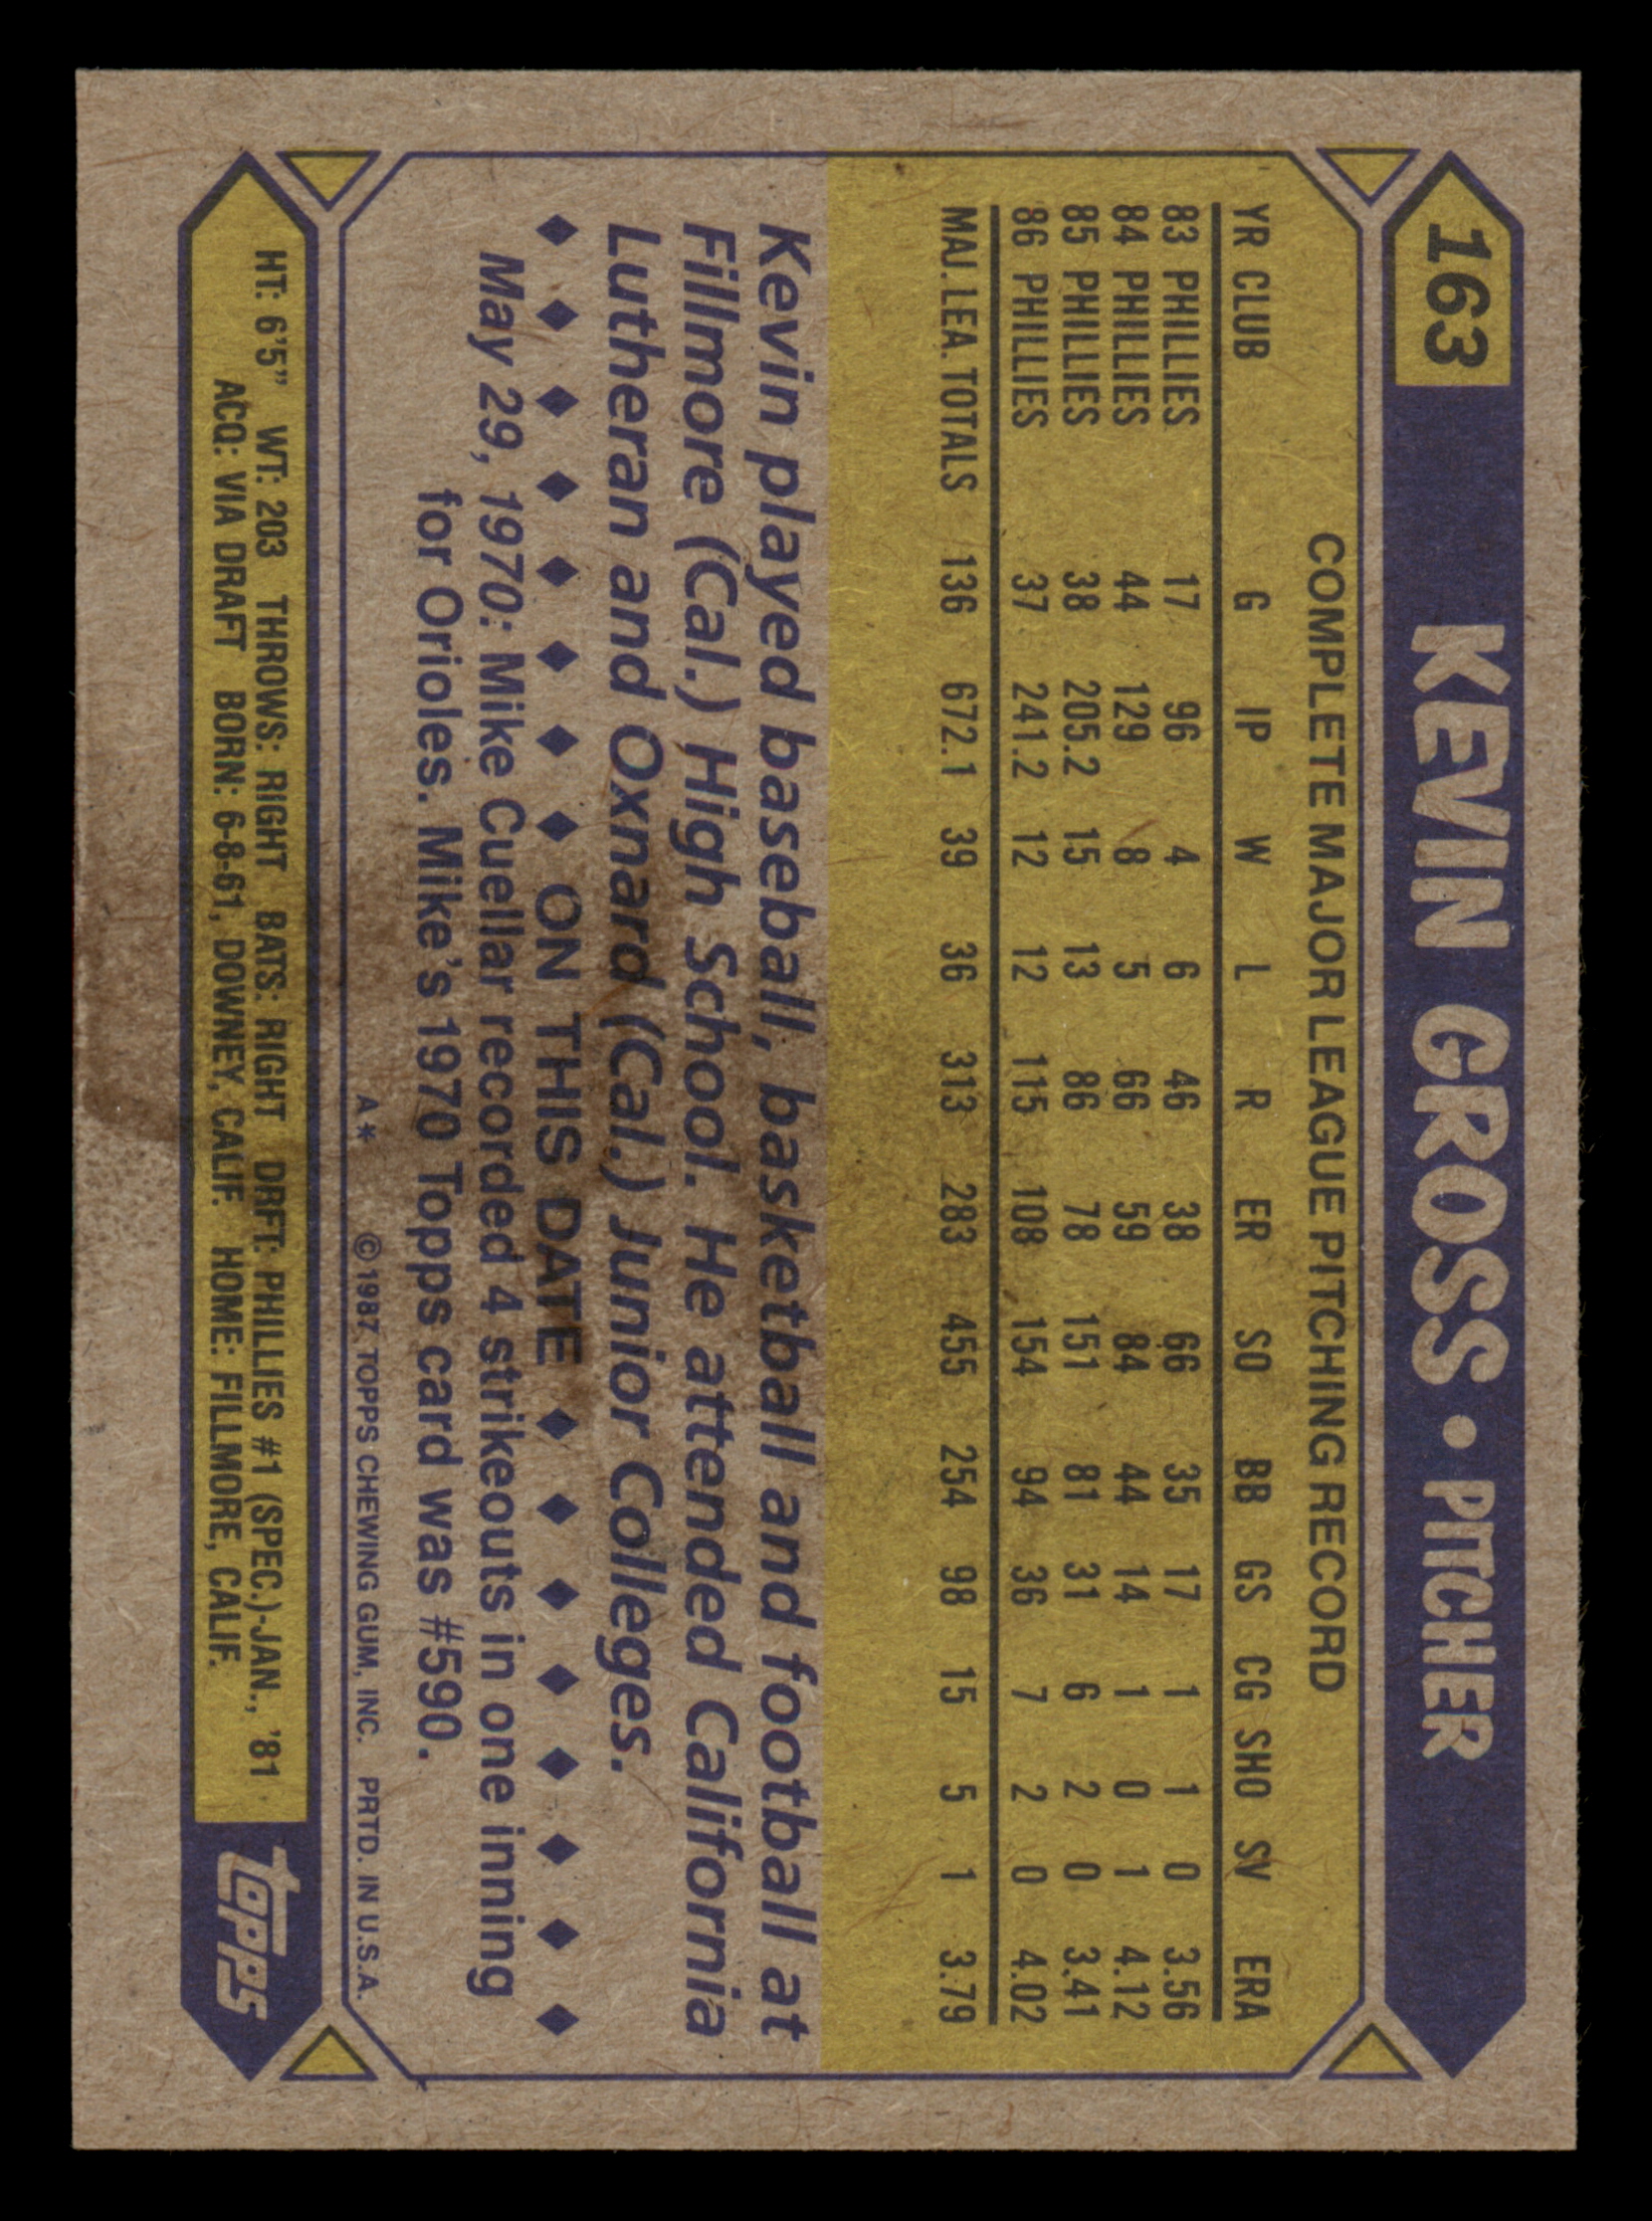 163 KEVIN GROSS • PITCHER
COMPLETE MAJOR LEAGUE PITCHING RECORD
YR CLUB G IP W L R ER SO BB GS CG SHO SV ERA
83 PHILLIES 17 96 4 6 46 38 66 35 17 1 1 0 3.56
84 PHILLIES 44 129 8 5 66 59 84 44 14 1 0 1 4.12
85 PHILLIES 38 205.2 15 13 86 78 151 81 31 6 2 0 3.41
86 PHILLIES 37 241.2 12 12 115 108 154 94 36 7 2 0 4.02
MAJ. LEA. TOTALS 136 672.1 39 36 313 283 455 254 98 15 5 1 3.79
Kevin played baseball, basketball and football at
Fillmore (Cal.) High School. He attended California
Lutheran and Oxnard (Cal.) Junior Colleges.
◆ ◆ ◆ ◆ ◆ ◆ ◆ ◆ ON THIS DATE ◆ ◆ ◆ ◆ ◆ ◆ ◆ ◆
May 29, 1970: Mike Cuellar recorded 4 strikeouts in one inning
for Orioles. Mike's 1970 Topps card was #590.
A* © 1987 TOPPS CHEWING GUM, INC. PRTD. IN U.S.A.
HT: 6'5" WT: 203 THROWS: RIGHT BATS: RIGHT DRFT: PHILLIES #1 (SPEC.)-JAN., '81
ACQ: VIA DRAFT BORN: 6-8-61, DOWNEY, CALIF. HOME: FILLMORE, CALIF.
topps